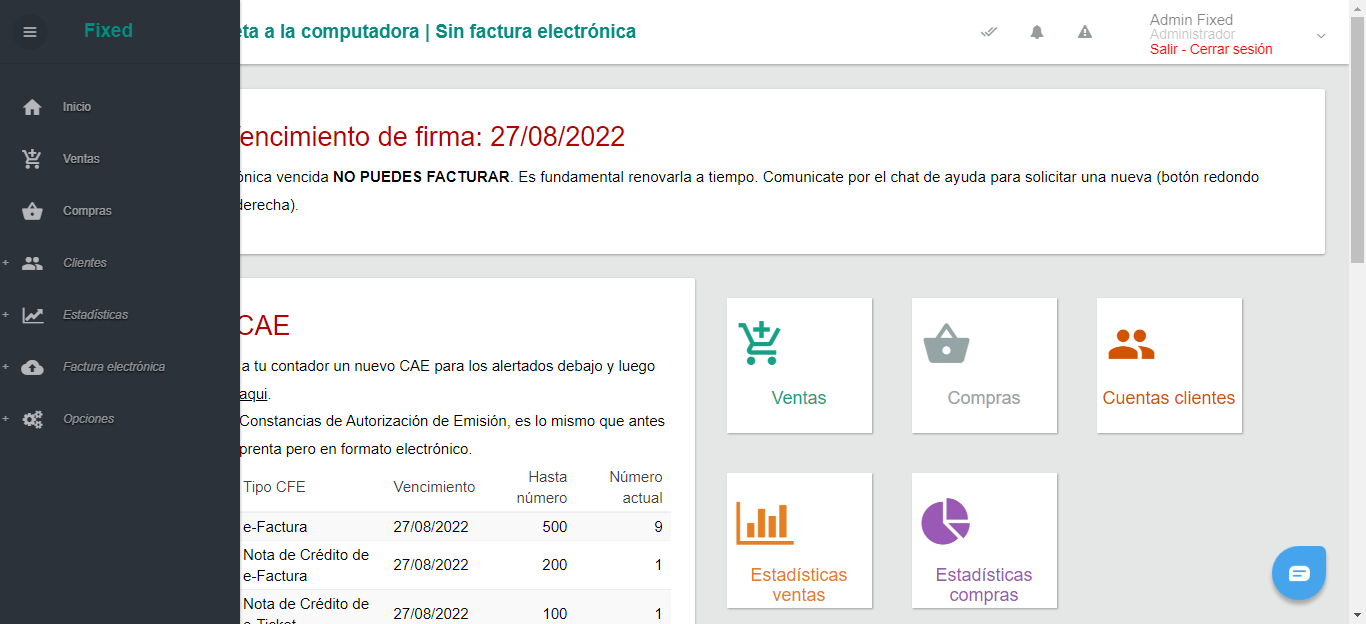 Fixed
eta a la computadora | Sin factura electrónica
Admin Fixed
Administrador
Salir - Cerrar sesión
Inicio
Ventas
Compras
+ Clientes
+ Estadísticas
+ Factura electrónica
+ Opciones
encimiento de firma: 27/08/2022
ónica vencida NO PUEDES FACTURAR. Es fundamental renovarla a tiempo. Comunicate por el chat de ayuda para solicitar una nueva (botón redondo
derecha).
CAE
a tu contador un nuevo CAE para los alertados debajo y luego
aqui.
Constancias de Autorización de Emisión, es lo mismo que antes
prenta pero en formato electrónico.
Tipo CFE Vencimiento Hasta número Número actual
e-Factura 27/08/2022 500 9
Nota de Crédito de e-Factura 27/08/2022 200 1
Nota de Crédito de e-Ticket 27/08/2022 100 1
Ventas
Compras
Cuentas clientes
Estadísticas
ventas
Estadísticas
compras